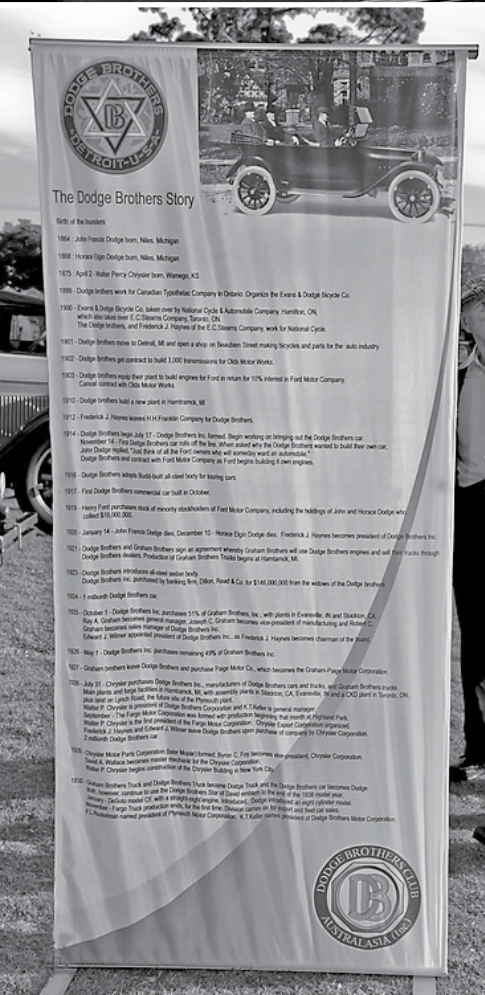 DODGE BROTHERS
DB
DETROIT-U-S-A
The Dodge Brothers Story
Birth of the founders
1864 : John Francis Dodge born, Niles, Michigan
1868 : Horace Elgin Dodge born, Niles, Michigan
1875 : April 2 - Walter Percy Chrysler born, Wamego, KS
1899 - Dodge brothers work for Canadian Typothetac Company in Ontario. Organize the Evans & Dodge Bicycle Co.
1900 - Evans & Dodge Bicycle Co. taken over by National Cycle & Automobile Company, Hamilton, ON,
which also takes over E.C.Stearns Company, Toronto, ON.
The Dodge brothers, and Frederick J. Haynes of the E.C.Stearns Company, work for National Cycle.
1901 - Dodge brothers move to Detroit, MI and open a shop on Beaubien Street making bicycles and parts for the auto industry.
1902 - Dodge brothers get contract to build 3,000 transmissions for Olds Motor Works.
1903 - Dodge brothers equip their plant to build engines for Ford in return for 10% interest in Ford Motor Company.
Cancel contract with Olds Motor Works.
1910 - Dodge brothers build a new plant in Hamtramck, MI
1912 - Frederick J. Haynes leaves H.H.Franklin Company for Dodge Brothers.
1914 - Dodge Brothers begin July 17 - Dodge Brothers Inc. formed. Begin working on bringing out the Dodge Brothers car.
November 14 - First Dodge Brothers car rolls off the line. When asked why the Dodge Brothers wanted to build their own car,
John Dodge replied, "Just think of all the Ford owners who will someday want an automobile."
Dodge Brothers end contract with Ford Motor Company as Ford begins building it own engines.
1916 - Dodge Brothers adopts Budd-built all-steel body for touring cars.
1917 - First Dodge Brothers commercial car built in October.
1919 - Henry Ford purchases stock of minority stockholders of Ford Motor Company, including the holdings of John and Horace Dodge who
collect $19,000,000.
1920 - January 14 - John Francis Dodge dies, December 10 - Horace Elgin Dodge dies. Frederick J. Haynes becomes president of Dodge Brothers Inc.
1921 - Dodge Brothers and Graham Brothers sign an agreement whereby Graham Brothers will use Dodge Brothers engines and sell their trucks through
Dodge Brothers dealers. Production of Graham Brothers Trucks begins at Hamtramck, MI.
1923 - Dodge Brothers introduces all-steel sedan body.
Dodge Brothers Inc. purchased by banking firm, Dillon, Read & Co. for $146,000,000 from the widows of the Dodge brothers.
1924 - 1 millionth Dodge Brothers car.
1925 - October 1 - Dodge Brothers Inc. purchases 51% of Graham Brothers, Inc., with plants in Evansville, IN and Stockton, CA.
Ray A. Graham becomes general manager, Joseph C. Graham becomes vice-president of manufacturing and Robert C.
Graham becomes sales manager of Dodge Brothers Inc.
Edward J. Wilmer appointed president of Dodge Brothers Inc., as Frederick J. Haynes becomes chairman of the board.
1926 - May 1 - Dodge Brothers Inc. purchases remaining 49% of Graham Brothers Inc.
1927 - Graham brothers leave Dodge Brothers and purchase Paige Motor Co., which becomes the Graham-Paige Motor Corporation.
1928 - July 31 - Chrysler purchases Dodge Brothers Inc., manufacturers of Dodge Brothers cars and trucks, and Graham Brothers trucks.
Main plants and forge facilities in Hamtramck, MI, with assembly plants in Stockton, CA, Evansville, IN and a CKD plant in Toronto, ON.,
plus land on Lynch Road, the future site of the Plymouth plant.
Walter P. Chrysler is president of Dodge Brothers Corporation and K.T.Keller is general manager.
September - The Fargo Motor Corporation was formed with production beginning that month at Highland Park.
Walter P. Chrysler is the first president of the Fargo Motor Corporation. Chrysler Export Corporation organized.
Frederick J. Haynes and Edward J. Wilmer leave Dodge Brothers upon purchase of company by Chrysler Corporation.
2 millionth Dodge Brothers car.
1929 - Chrysler Motor Parts Corporation (later Mopar) formed. Byron C. Foy becomes vice-president, Chrysler Corporation.
David A. Wallace becomes master mechanic for the Chrysler Corporation.
Walter P. Chrysler begins construction of the Chrysler Building in New York City.
1930 - Graham Brothers Truck and Dodge Brothers Truck become Dodge Truck and the Dodge Brothers car becomes Dodge.
Both, however, continue to use the Dodge Brothers Star of David emblem to the end of the 1938 model year.
January - DeSoto model CF, with a straight-eight engine, introduced. Dodge introduced an eight cylinder model.
November - Fargo Truck production ends, for the first time. Division carries on for export and fleet car sales.
named president of Plymouth Motor Corporation. K.T.Keller names president of Dodge Brothers Motor Corporation.
DODGE BROTHERS CLUB
DB
AUSTRALASIA (Inc)